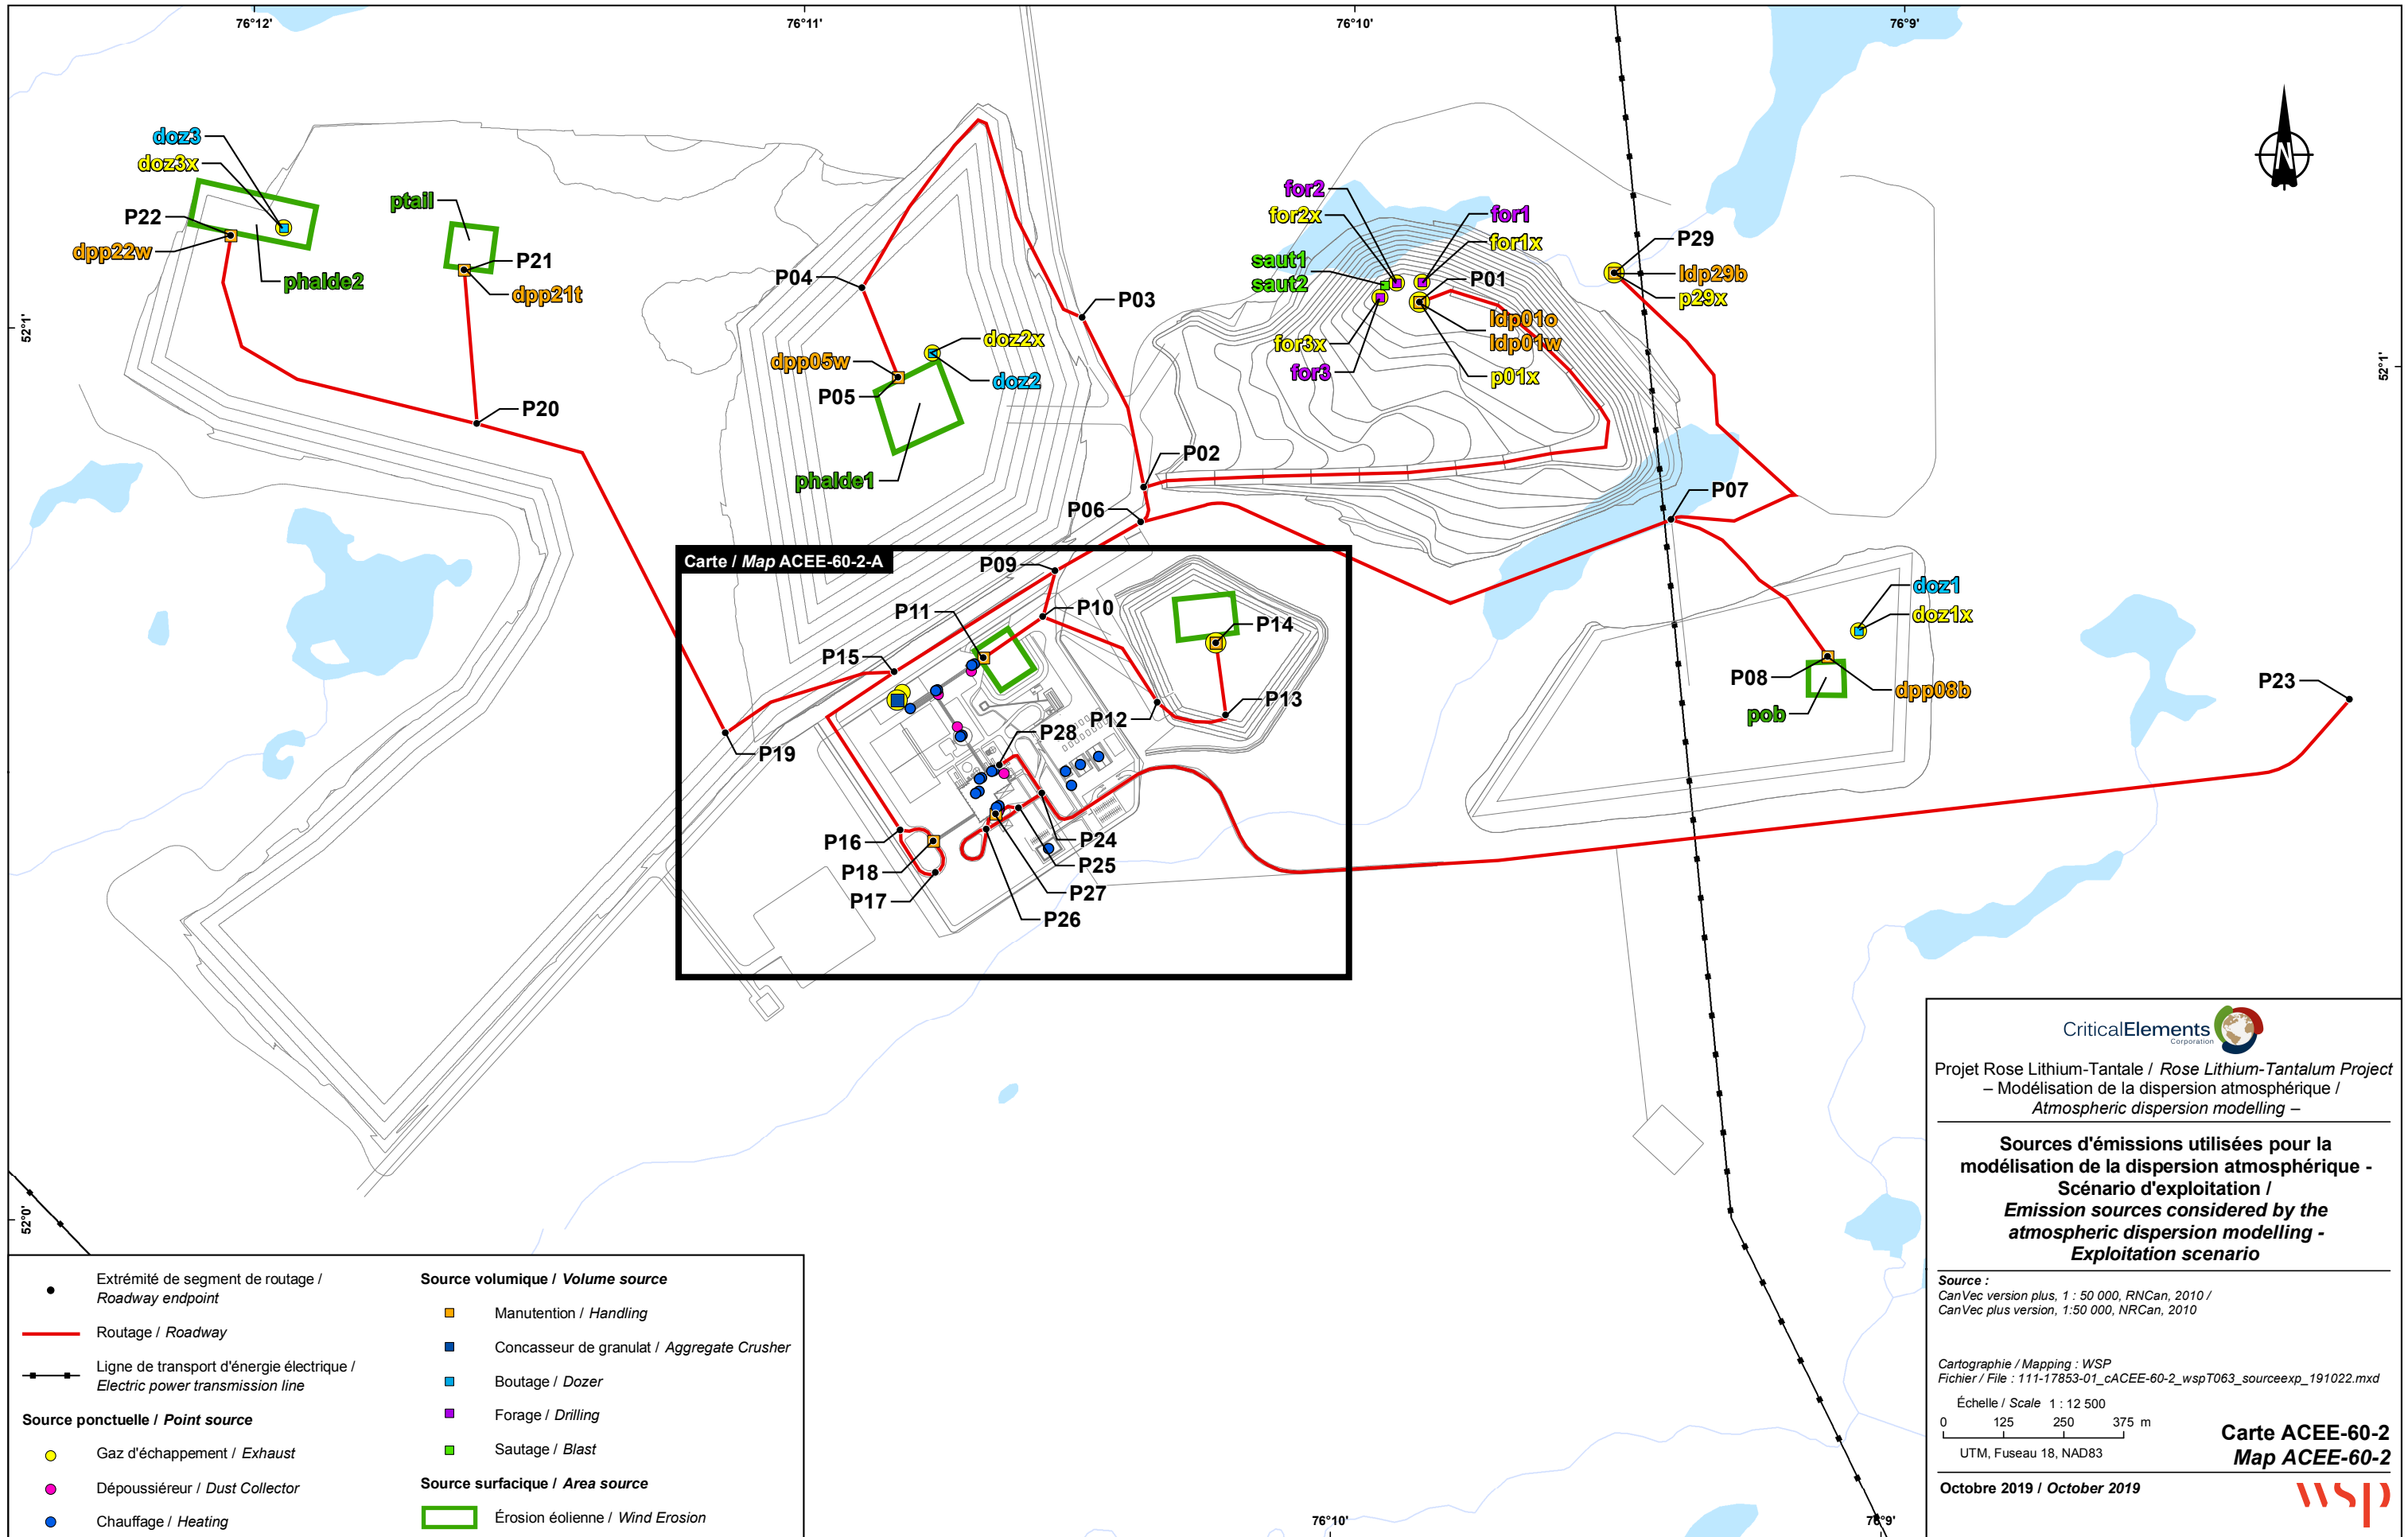 76°12'
76°11'
76°10'
76°9'
doz3
doz3x
P22
dpp22w
phalde2
ptail
P21
dpp21t
P20
P04
P03
doz2x
doz2
dpp05w
P05
phalde1
for2
for2x
for1
for1x
saut1
saut2
P01
ldp01o
ldp01w
for3x
for3
p01x
P29
ldp29b
p29x
52°1'
52°1'
P02
P06
P07
Carte / Map ACEE-60-2-A
P09
P10
P11
P14
P15
P12
P13
P28
P19
P16
P18
P17
P24
P25
P27
P26
doz1
doz1x
P08
dpp08b
pob
P23
52°0'
Extrémité de segment de routage /
Roadway endpoint
Routage / Roadway
Ligne de transport d'énergie électrique /
Electric power transmission line
Source ponctuelle / Point source
Gaz d'échappement / Exhaust
Dépoussiéreur / Dust Collector
Chauffage / Heating
Source volumique / Volume source
Manutention / Handling
Concasseur de granulat / Aggregate Crusher
Boutage / Dozer
Forage / Drilling
Sautage / Blast
Source surfacique / Area source
Érosion éolienne / Wind Erosion
76°10'
76°9'
CriticalElements
Corporation
Projet Rose Lithium-Tantale / Rose Lithium-Tantalum Project
– Modélisation de la dispersion atmosphérique /
Atmospheric dispersion modelling –
Sources d'émissions utilisées pour la
modélisation de la dispersion atmosphérique -
Scénario d'exploitation /
Emission sources considered by the
atmospheric dispersion modelling -
Exploitation scenario
Source :
CanVec version plus, 1 : 50 000, RNCan, 2010 /
CanVec plus version, 1:50 000, NRCan, 2010
Cartographie / Mapping : WSP
Fichier / File : 111-17853-01_cACEE-60-2_wspT063_sourceexp_191022.mxd
Échelle / Scale 1 : 12 500
0 125 250 375 m
UTM, Fuseau 18, NAD83
Carte ACEE-60-2
Map ACEE-60-2
Octobre 2019 / October 2019
wsp
N